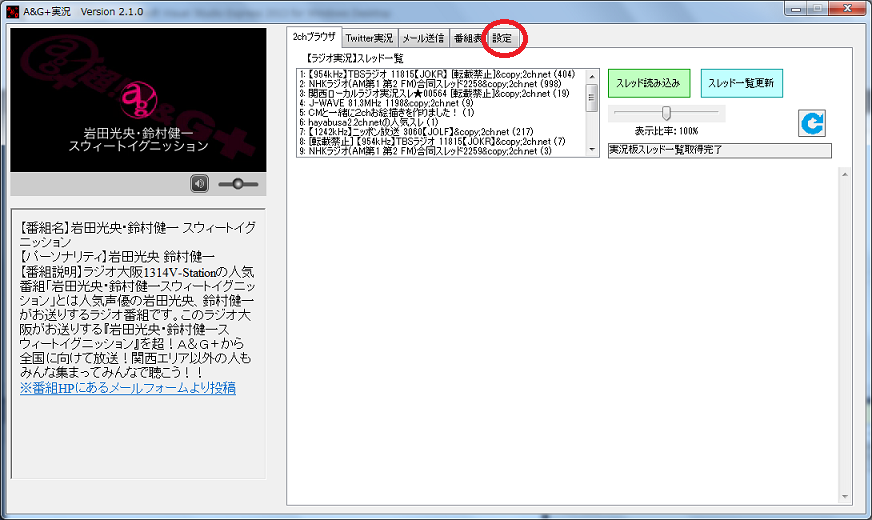 A&G+実況 Version 2.1.0
a&g
岩田光央・鈴村健一
スウィートイグニッション
【番組名】岩田光央・鈴村健一 スウィートイグ
ニッション
【パーソナリティ】岩田光央 鈴村健一
【番組説明】ラジオ大阪1314V-Stationの人気
番組「岩田光央・鈴村健一スウィートイグニッ
ション」とは人気声優の岩田光央、鈴村健一
がお送りするラジオ番組です。このラジオ大
阪がお送りする『岩田光央・鈴村健一ス
ウィートイグニッション』を超！Ａ＆Ｇ＋から
全国に向けて放送！関西エリア以外の人も
みんな集まってみんなで聴こう！！
※番組HPにあるメールフォームより投稿
2chブラウザ Twitter実況 メール送信 番組表 設定
【ラジオ実況】スレッド一覧
1: 【954kHz】TBSラジオ 11815【JOKR】 [転載禁止]&copy;2ch.net (404)
2: NHKラジオ(AM第1 第2 FM)合同スレッド2258&copy;2ch.net (998)
3: 関西ローカルラジオ実況スレ★00564 [転載禁止]&copy;2ch.net (19)
4: J-WAVE 81.3MHz 1198&copy;2ch.net (9)
5: CMと一緒に2chお絵描きを作りました！ (1)
6: hayabusa2.2ch.netの人気スレ (1)
7: 【1242kHz】ニッポン放送 3060【JOLF】&copy;2ch.net (217)
8: [転載禁止] 【954kHz】TBSラジオ 11815【JOKR】&copy;2ch.net (7)
9: NHKラジオ(AM第1 第2 FM)合同スレッド2259&copy;2ch.net (3)
スレッド読み込み スレッド一覧更新
表示比率:100%
実況板スレッド一覧取得完了